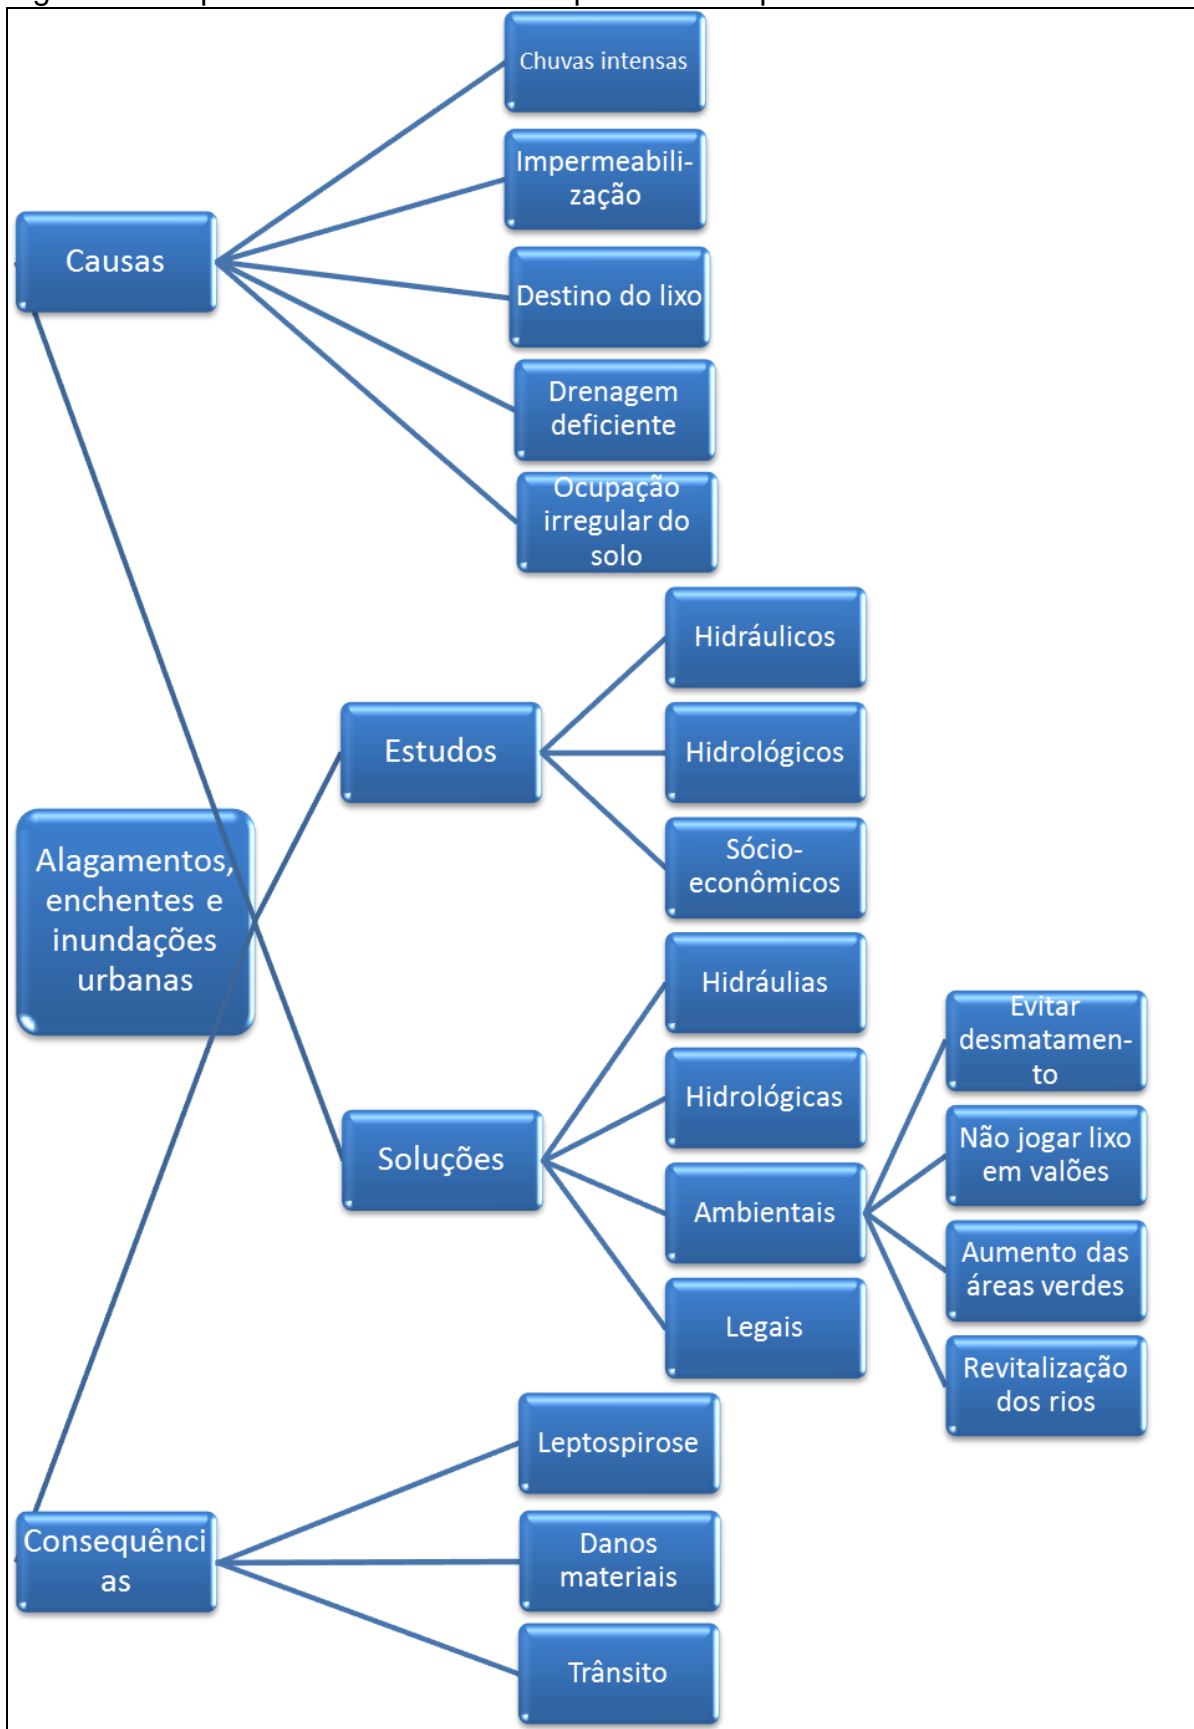 Chuvas intensas
Impermeabili-
zação
Causas
Destino do lixo
Drenagem
deficiente
Ocupação
irregular do
solo
Hidráulicos
Estudos
Hidrológicos
Sócio-
econômicos
Alagamentos,
enchentes e
inundações
urbanas
Hidráulias
Hidrológicas
Soluções
Ambientais
Legais
Evitar
desmatamen-
to
Não jogar lixo
em valões
Aumento das
áreas verdes
Revitalização
dos rios
Leptospirose
Consequênci
as
Danos
materiais
Trânsito